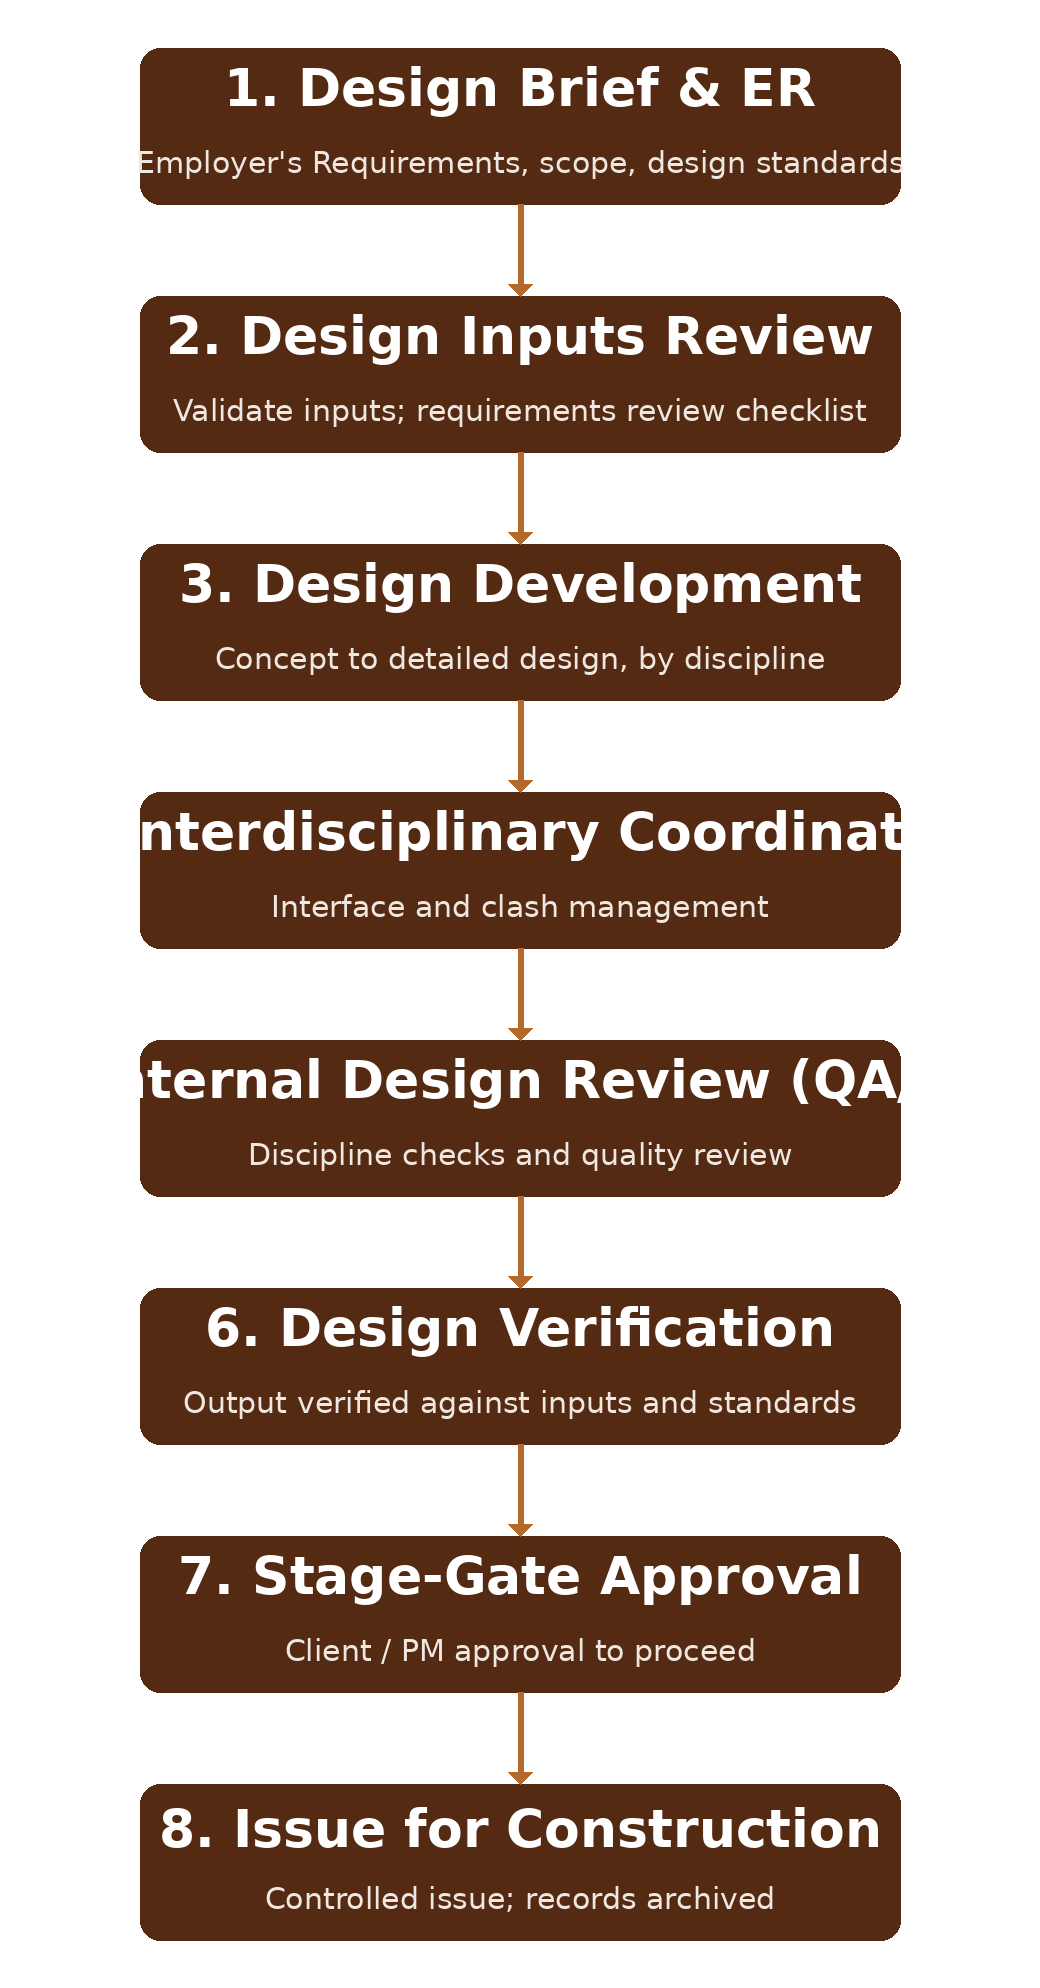 1. Design Brief & ER
Employer's Requirements, scope, design standards
2. Design Inputs Review
Validate inputs; requirements review checklist
3. Design Development
Concept to detailed design, by discipline
nterdisciplinary Coordinat
Interface and clash management
nternal Design Review (QA/
Discipline checks and quality review
6. Design Verification
Output verified against inputs and standards
7. Stage-Gate Approval
Client / PM approval to proceed
8. Issue for Construction
Controlled issue; records archived